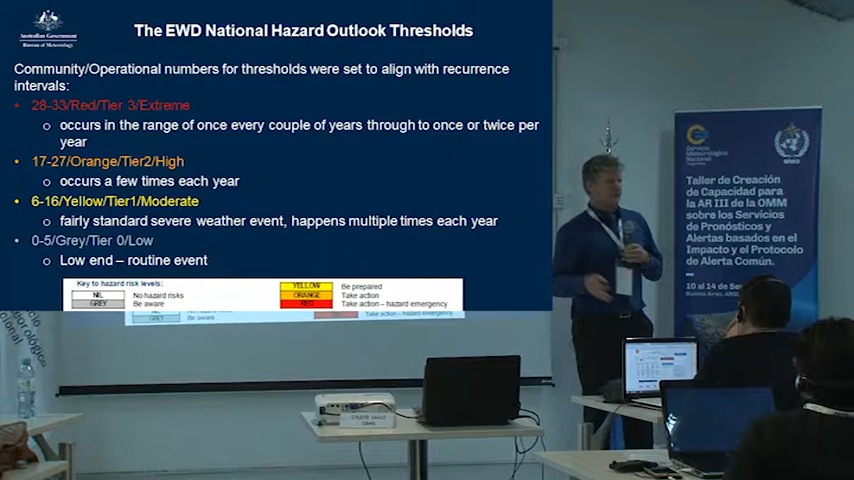 Australian Government
Bureau of Meteorology
The EWD National Hazard Outlook Thresholds
Community/Operational numbers for thresholds were set to align with recurrence
intervals:
• 28-33/Red/Tier 3/Extreme
o occurs in the range of once every couple of years through to once or twice per
year
• 17-27/Orange/Tier2/High
o occurs a few times each year
• 6-16/Yellow/Tier1/Moderate
o fairly standard severe weather event, happens multiple times each year
• 0-5/Grey/Tier 0/Low
o Low end – routine event
Key to hazard risk levels:
NIL No hazard risks
GREY Be aware
YELLOW Be prepared
ORANGE Take action
RED Take action – hazard emergency
GREY Be aware
Take action – hazard emergency
Servicio
Meteorológico
Nacional
Argentina
WMO
Taller de Creación
de Capacidad para
la AR III de la OMM
sobre los Servicios
de Pronósticos y
Alertas basados en el
Impacto y el Protocolo
de Alerta Común.
10 al 14 de Se
Buenos Aires, AR